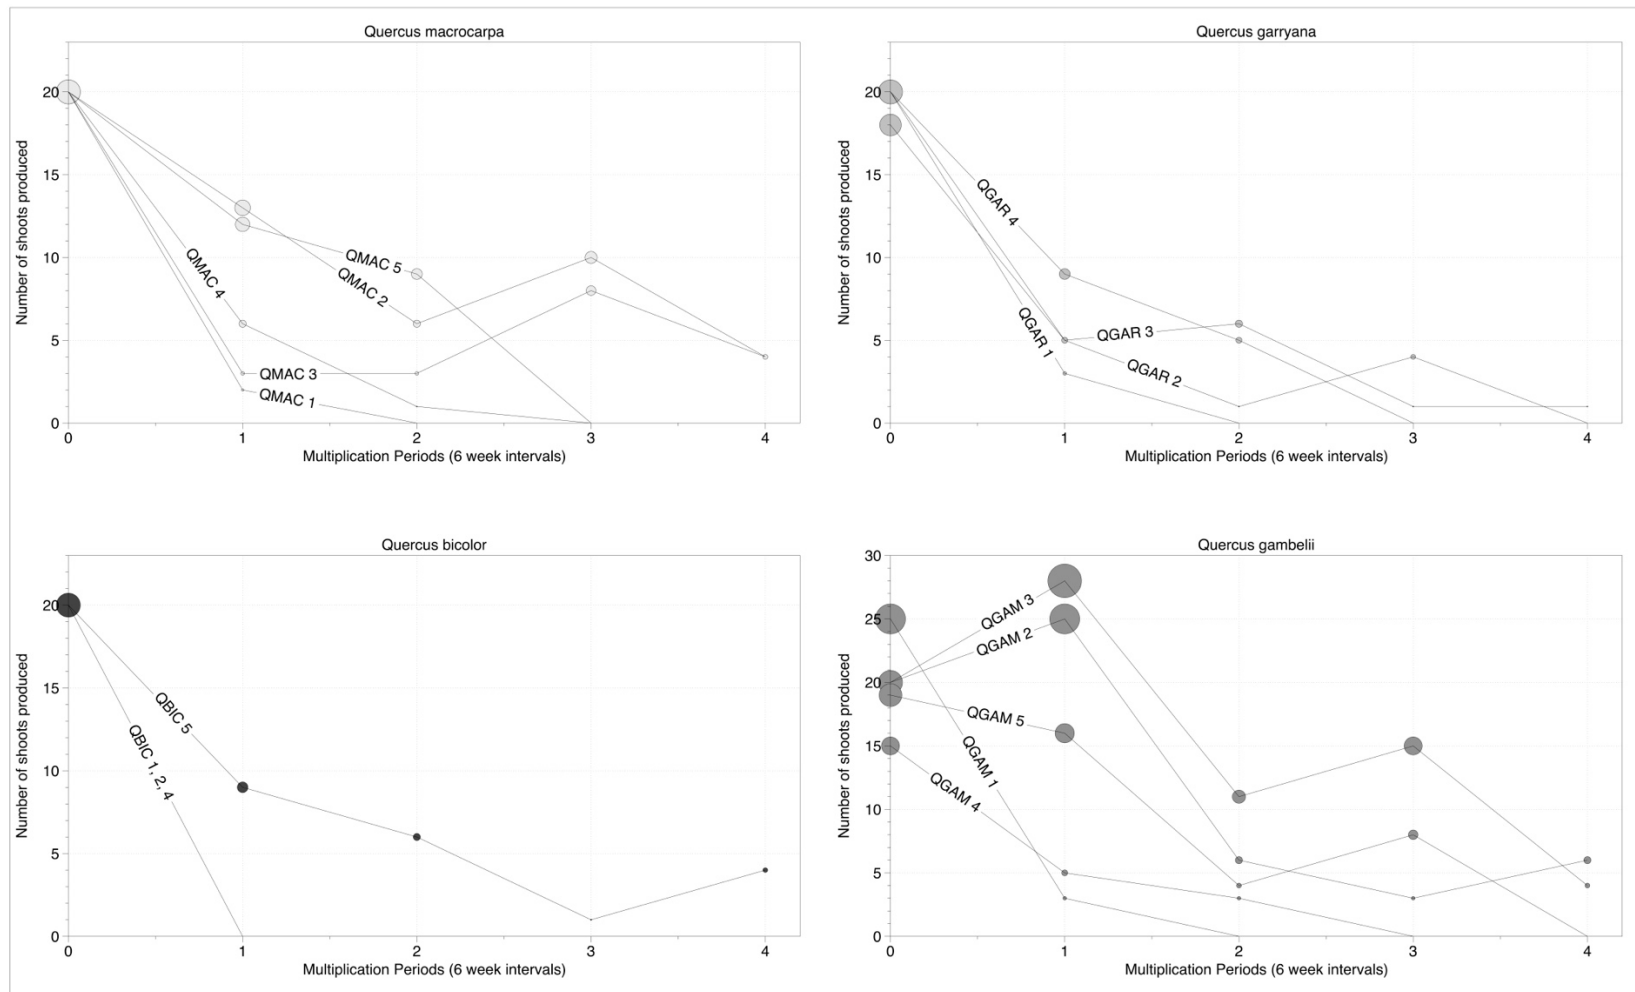 Quercus macrocarpa
Number of shoots produced
20
15
10
5
0
QMAC 5
QMAC 2
QMAC 4
QMAC 3
QMAC 1
0 1 2 3 4
Multiplication Periods (6 week intervals)
Quercus garryana
Number of shoots produced
20
15
10
5
0
QGAR 4
QGAR 1
QGAR 3
QGAR 2
0 1 2 3 4
Multiplication Periods (6 week intervals)
Quercus bicolor
Number of shoots produced
20
15
10
5
0
QBIC 5
QBIC 1, 2, 4
0 1 2 3 4
Multiplication Periods (6 week intervals)
Quercus gambelii
Number of shoots produced
30
25
20
15
10
5
0
QGAM 3
QGAM 2
QGAM 5
QGAM 1
QGAM 4
0 1 2 3 4
Multiplication Periods (6 week intervals)